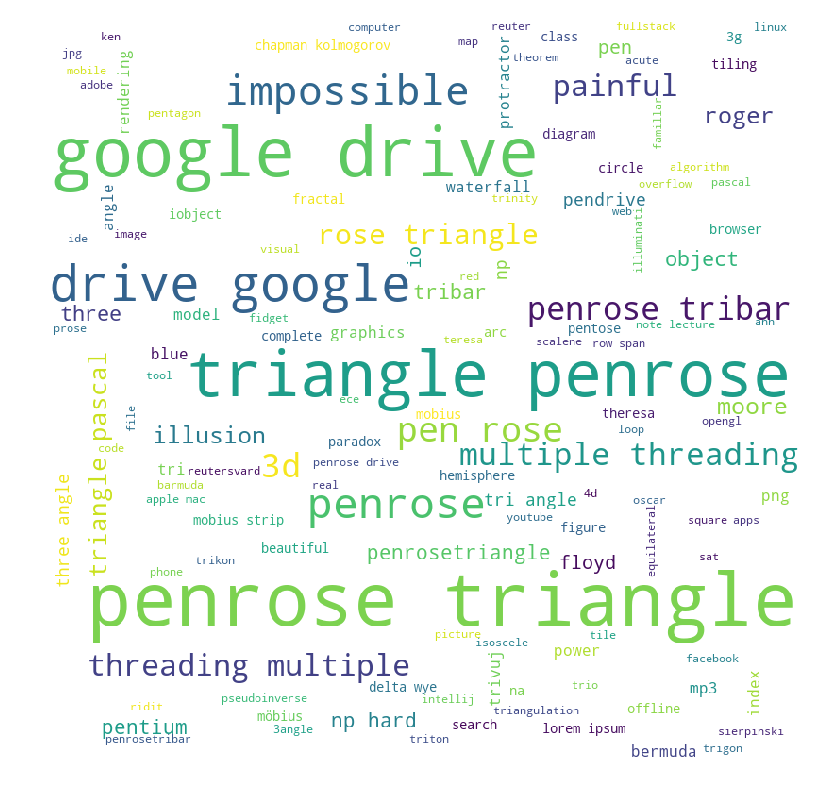 computer
reuter
fullstack
linux
ken
class
3g
chapman kolmogorov
map
pen
jpg
theorem
acute
tiling
mobile
adobe
rendering
protractor
impossible
painful
pentagon
familiar
roger
google drive
diagram
circle
algorithm
waterfall
overflow
pascal
angle
fractal
trinity
pendrive
iobject
web
illuminati
ide
image
rose triangle
browser
visual
io
np
object
drive google
red
tribar
penrose tribar
three
model
fidget
prose
complete
graphics
arc
pentose
note lecture
ann
teresa
scalene
row span
blue
triangle penrose
tool
triangle pascal
file
ece
mobius
theresa
moore
pen rose
opengl
loop
illusion
paradox
code
multiple threading
3d
tri
reutersvard
penrose drive
hemisphere
barmuda
real
three angle
apple mac
penrose
tri angle
4d
oscar
png
mobius strip
youtube
figure
equilateral
square apps
beautiful
penrosetriangle
trikon
floyd
sat
phone
penrose triangle
picture
isoscele
tile
threading multiple
power
facebook
trivuj
delta wye
na
trio
mp3
index
pseudoinverse
intellij
ridit
möbius
triangulation
offline
pentium
3angle
np hard
search
lorem ipsum
sierpinski
penrosetribar
triton
bermuda
trigon